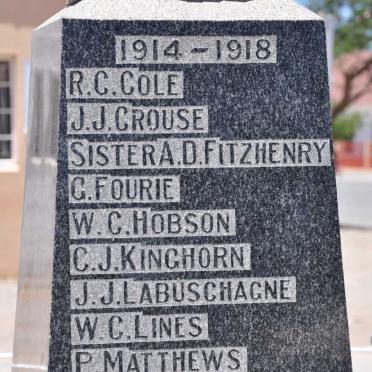 1914-1918
R.C. COLE
J.J. CROUSE
SISTER A.D. FITZHENRY
G. FOURIE
W.C. HOBSON
C.J. KINGHORN
J.J. LABUSCHAGNE
W.C. LINES
P. MATTHEWS